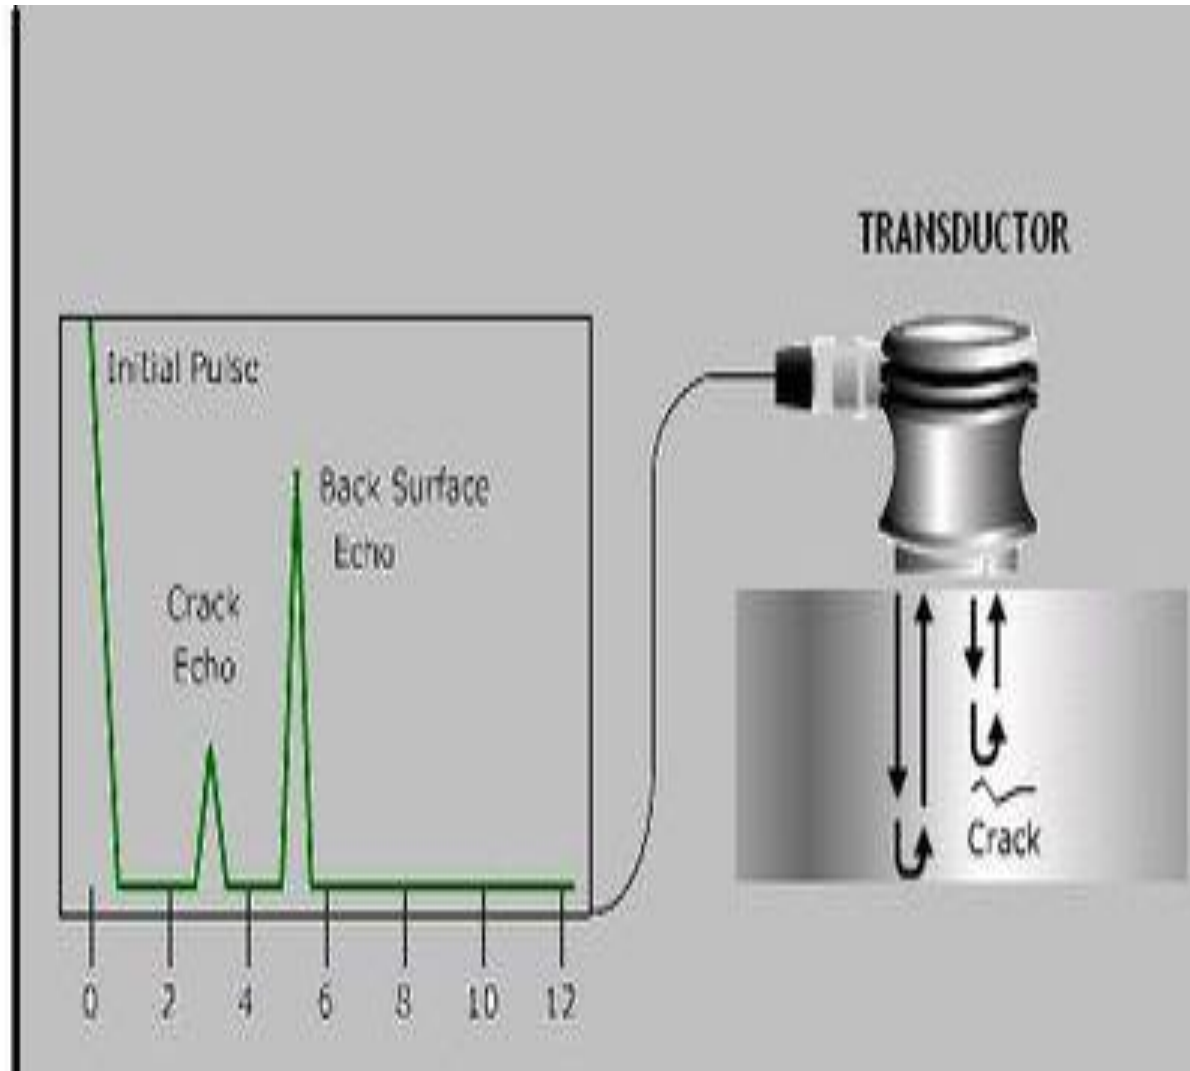 TRANSDUCTOR
Initial Pulse
Back Surface
Echo
Crack
Echo
Crack
0 2 4 6 8 10 12